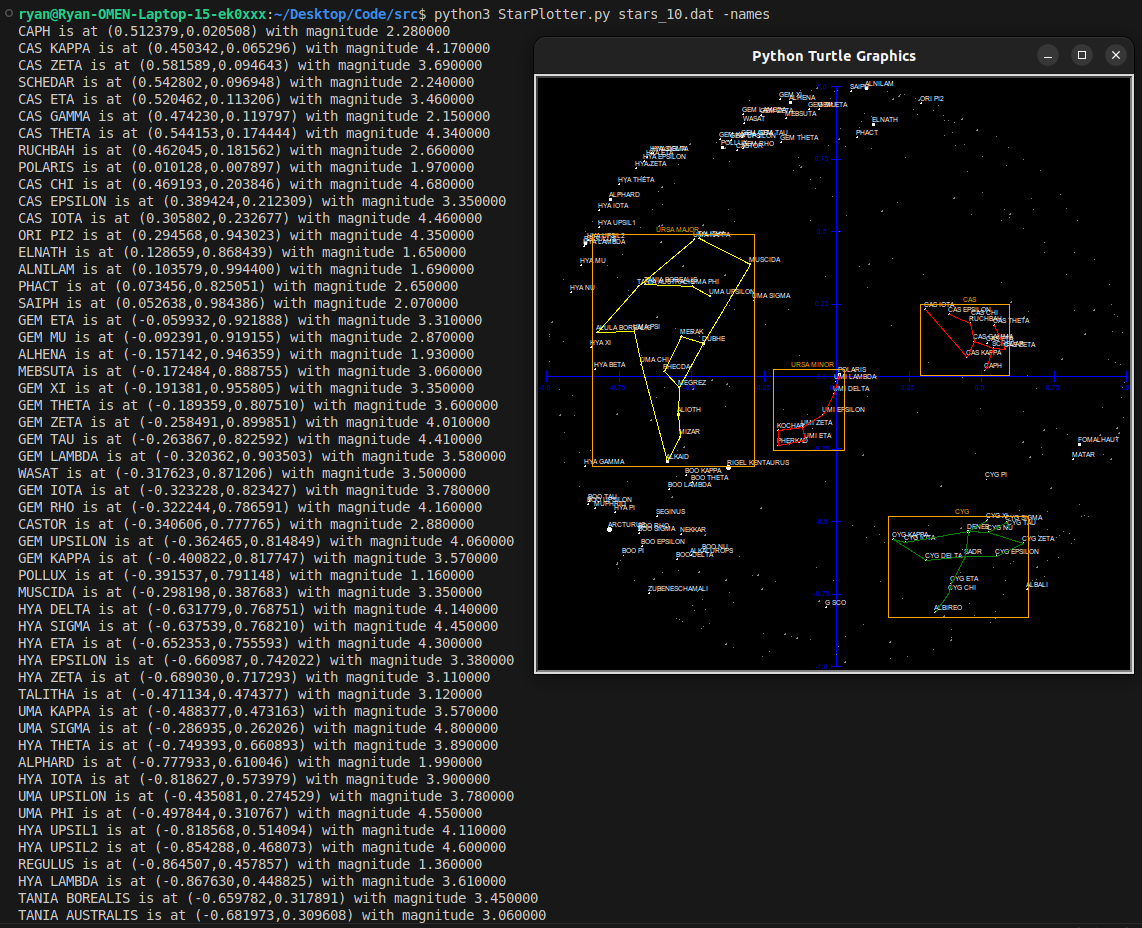 ryan@Ryan-OMEN-Laptop-15-ek0xxx:~/Desktop/Code/src$ python3 StarPlotter.py stars_10.dat -names
CAPH is at (0.512379,0.020508) with magnitude 2.280000
CAS KAPPA is at (0.450342,0.065296) with magnitude 4.170000
CAS ZETA is at (0.581589,0.094643) with magnitude 3.690000
SCHEDAR is at (0.542802,0.096948) with magnitude 2.240000
CAS ETA is at (0.520462,0.113206) with magnitude 3.460000
CAS GAMMA is at (0.474230,0.119797) with magnitude 2.150000
CAS THETA is at (0.544153,0.174444) with magnitude 4.340000
RUCHBAH is at (0.462045,0.181562) with magnitude 2.660000
POLARIS is at (0.010128,0.007897) with magnitude 1.970000
CAS CHI is at (0.469193,0.203846) with magnitude 4.680000
CAS EPSILON is at (0.389424,0.212309) with magnitude 3.350000
CAS IOTA is at (0.305802,0.232677) with magnitude 4.460000
ORI PI2 is at (0.294568,0.943023) with magnitude 4.350000
ELNATH is at (0.128659,0.868439) with magnitude 1.650000
ALNILAM is at (0.103579,0.994400) with magnitude 1.690000
PHACT is at (0.073456,0.825051) with magnitude 2.650000
SAIPH is at (0.052638,0.984386) with magnitude 2.070000
GEM ETA is at (-0.059932,0.921888) with magnitude 3.310000
GEM MU is at (-0.092391,0.919155) with magnitude 2.870000
ALHENA is at (-0.157142,0.946359) with magnitude 1.930000
MEBSUTA is at (-0.172484,0.888755) with magnitude 3.060000
GEM XI is at (-0.191381,0.955805) with magnitude 3.350000
GEM THETA is at (-0.189359,0.807510) with magnitude 3.600000
GEM ZETA is at (-0.258491,0.899851) with magnitude 4.010000
GEM TAU is at (-0.263867,0.822592) with magnitude 4.410000
GEM LAMBDA is at (-0.320362,0.903503) with magnitude 3.580000
WASAT is at (-0.317623,0.871206) with magnitude 3.500000
GEM IOTA is at (-0.323228,0.823427) with magnitude 3.780000
GEM RHO is at (-0.322244,0.786591) with magnitude 4.160000
CASTOR is at (-0.340606,0.777765) with magnitude 2.880000
GEM UPSILON is at (-0.362465,0.814849) with magnitude 4.060000
GEM KAPPA is at (-0.400822,0.817747) with magnitude 3.570000
POLLUX is at (-0.391537,0.791148) with magnitude 1.160000
MUSCIDA is at (-0.298198,0.387683) with magnitude 3.350000
HYA DELTA is at (-0.631779,0.768751) with magnitude 4.140000
HYA SIGMA is at (-0.637539,0.768210) with magnitude 4.450000
HYA ETA is at (-0.652353,0.755593) with magnitude 4.300000
HYA EPSILON is at (-0.660987,0.742022) with magnitude 3.380000
HYA ZETA is at (-0.689030,0.717293) with magnitude 3.110000
TALITHA is at (-0.471134,0.474377) with magnitude 3.120000
UMA KAPPA is at (-0.488377,0.473163) with magnitude 3.570000
UMA SIGMA is at (-0.286935,0.262026) with magnitude 4.800000
HYA THETA is at (-0.749393,0.660893) with magnitude 3.890000
ALPHARD is at (-0.777933,0.610046) with magnitude 1.990000
HYA IOTA is at (-0.818627,0.573979) with magnitude 3.900000
UMA UPSILON is at (-0.435081,0.274529) with magnitude 3.780000
UMA PHI is at (-0.497844,0.310767) with magnitude 4.550000
HYA UPSIL1 is at (-0.818568,0.514094) with magnitude 4.110000
HYA UPSIL2 is at (-0.854288,0.468073) with magnitude 4.600000
REGULUS is at (-0.864507,0.457857) with magnitude 1.360000
HYA LAMBDA is at (-0.867630,0.448825) with magnitude 3.610000
TANIA BOREALIS is at (-0.659782,0.317891) with magnitude 3.450000
TANIA AUSTRALIS is at (-0.681973,0.309608) with magnitude 3.060000
Python Turtle Graphics
ALNILAM
GEM XI
ALHENA
ORI PI2
WASAT
MEBSUTA
ELNATH
PHACT
GEM THETA
HYA EPSILON
HYA ZETA
HYA THETA
ALPHARD
HYA IOTA
HYA UPSIL1
URSA MAJOR
HYA MU
MUSCIDA
HYA NU
UMA UPSILON
UMA SIGMA
CAS
CAS IOTA
CAS THETA
MERAK
DUBHE
HYA XI
CAS KAPPA
CAPH
UMA CHI
HYA BETA
URSA MINOR
POLARIS
UMI LAMBDA
MEGREZ
UMI DELTA
ALIOTH
UMI EPSILON
UMI ZETA
MIZAR
KOCHAB
UMI ETA
PHERKAD
FOMALHAUT
MATAR
ALKAID
HYA GAMMA
RIGEL KENTAURUS
BOO KAPPA
BOO THETA
BOO LAMBDA
CYG PI
BOO TAU
HYA PI
SEGINUS
CYG
ARCTURUS
NEKKAR
BOO EPSILON
BOO PI
CYG ZETA
CYG DELTA
SADR
CYG EPSILON
CYG ETA
CYG CHI
ALBALI
ZUBENESCHAMALI
G SCO
ALBIREO